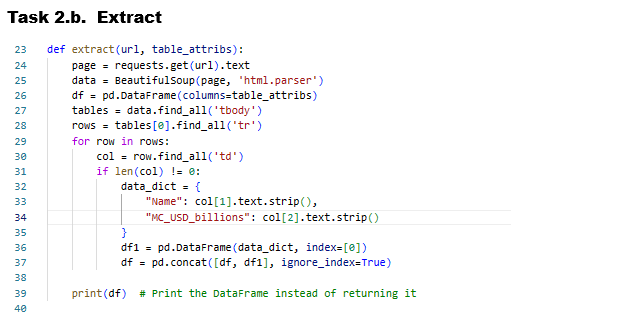 Task 2.b.  Extract
23 def extract(url, table_attribs):
24     page = requests.get(url).text
25     data = BeautifulSoup(page, 'html.parser')
26     df = pd.DataFrame(columns=table_attribs)
27     tables = data.find_all('tbody')
28     rows = tables[0].find_all('tr')
29     for row in rows:
30         col = row.find_all('td')
31         if len(col) != 0:
32             data_dict = {
33                 "Name": col[1].text.strip(),
34                 "MC_USD_billions": col[2].text.strip()
35             }
36             df1 = pd.DataFrame(data_dict, index=[0])
37             df = pd.concat([df, df1], ignore_index=True)
38
39     print(df)  # Print the DataFrame instead of returning it
40